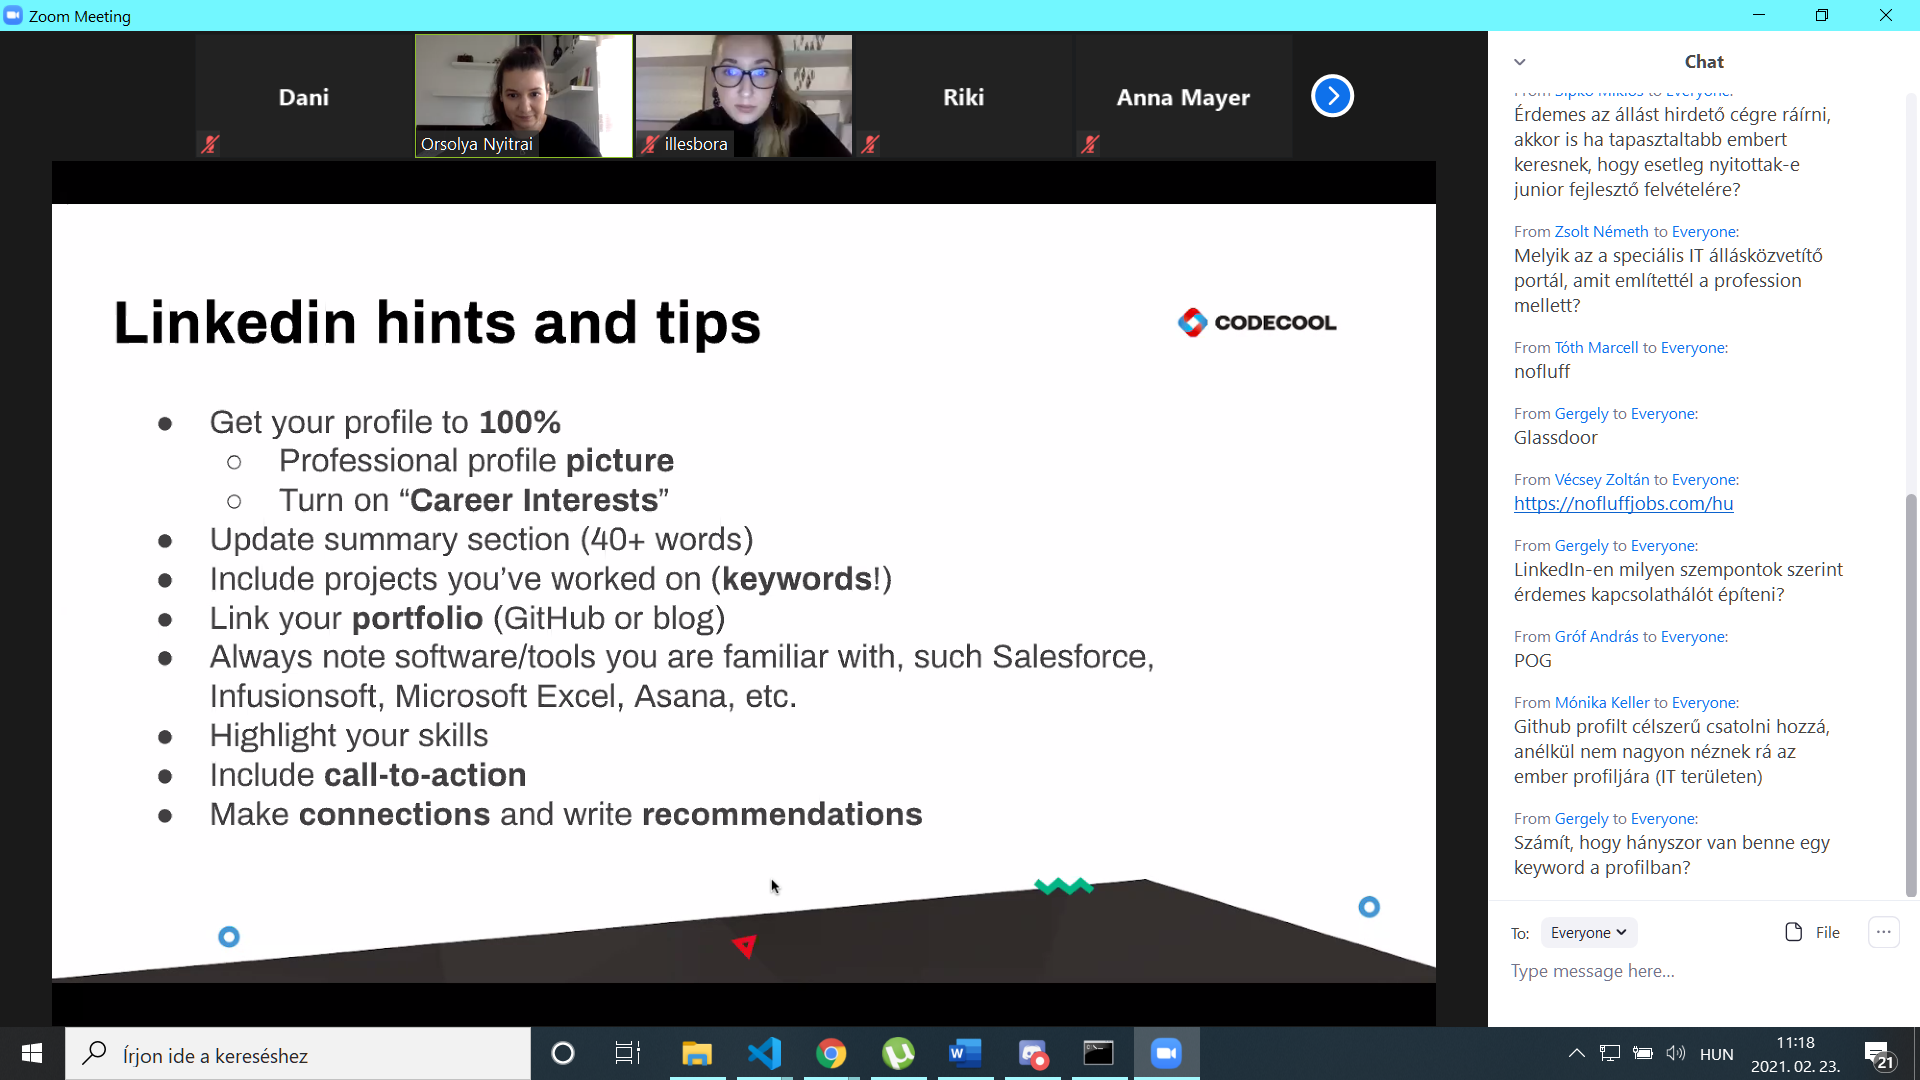 Zoom Meeting
Dani
Orsolya Nyitrai
illesbora
Riki
Anna Mayer
Linkedin hints and tips
CODECOOL
● Get your profile to 100%
○ Professional profile picture
○ Turn on “Career Interests”
● Update summary section (40+ words)
● Include projects you’ve worked on (keywords!)
● Link your portfolio (GitHub or blog)
● Always note software/tools you are familiar with, such Salesforce,
Infusionsoft, Microsoft Excel, Asana, etc.
● Highlight your skills
● Include call-to-action
● Make connections and write recommendations
Chat
From Sipkó Miklós to Everyone:
Érdemes az állást hirdető cégre ráírni,
akkor is ha tapasztaltabb embert
keresnek, hogy esetleg nyitottak-e
junior fejlesztő felvételére?
From Zsolt Németh to Everyone:
Melyik az a speciális IT állásközvetítő
portál, amit említettél a profession
mellett?
From Tóth Marcell to Everyone:
nofluff
From Gergely to Everyone:
Glassdoor
From Vécsey Zoltán to Everyone:
https://nofluffjobs.com/hu
From Gergely to Everyone:
LinkedIn-en milyen szempontok szerint
érdemes kapcsolathálót építeni?
From Gróf András to Everyone:
POG
From Mónika Keller to Everyone:
Github profilt célszerű csatolni hozzá,
anélkül nem nagyon néznek rá az
ember profiljára (IT területen)
From Gergely to Everyone:
Számít, hogy hányszor van benne egy
keyword a profilban?
To: Everyone File ...
Type message here...
Írjon ide a kereséshez
HUN
11:18
2021. 02. 23.
21